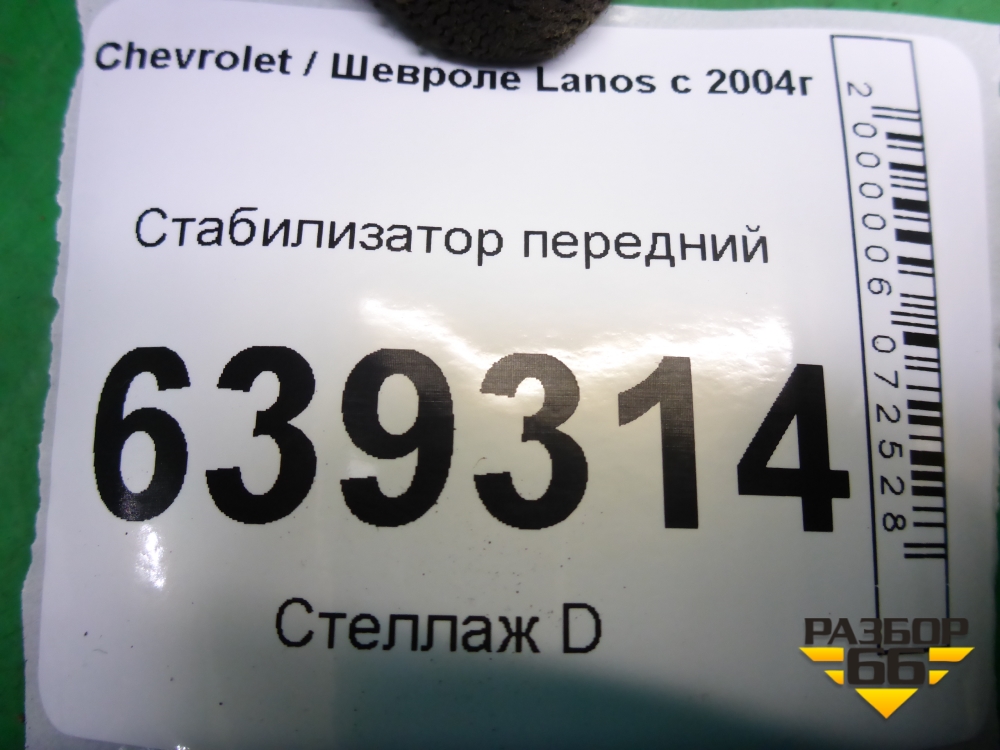 Chevrolet / Шевроле Lanos с 2004г
Стабилизатор передний
639314
Стеллаж D
2000006072528
РАЗБОР
66